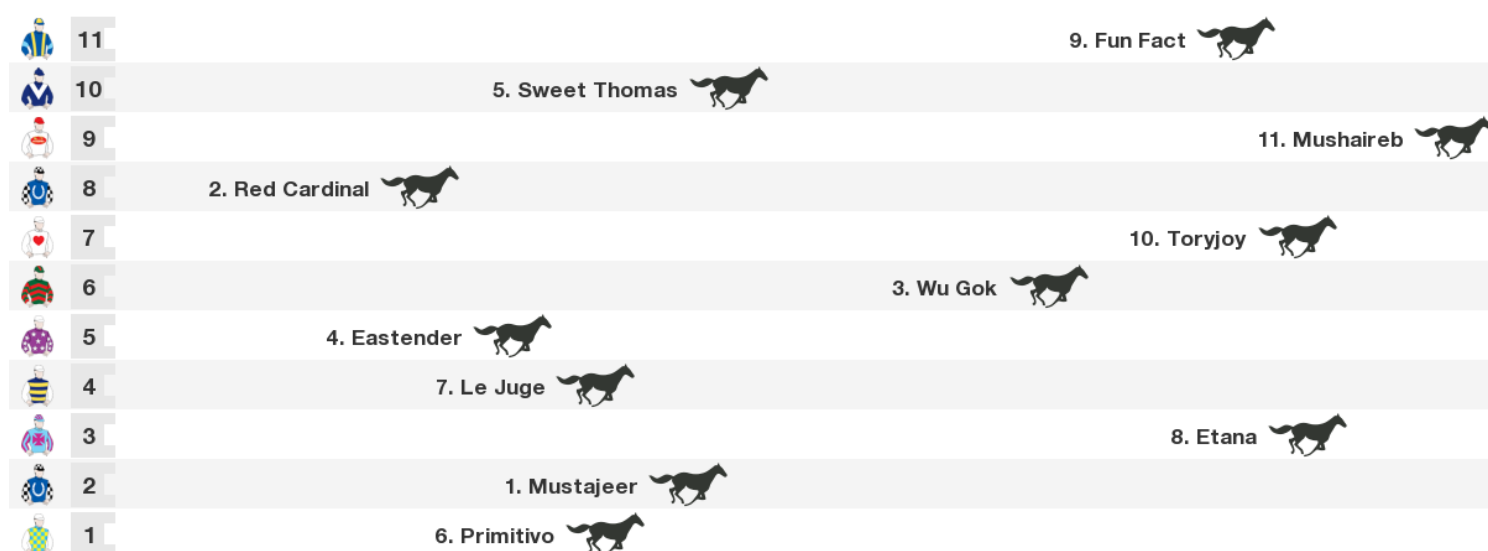 11 9. Fun Fact
10 5. Sweet Thomas
9 11. Mushaireb
8 2. Red Cardinal
7 10. Toryjoy
6 3. Wu Gok
5 4. Eastender
4 7. Le Juge
3 8. Etana
2 1. Mustajeer
1 6. Primitivo